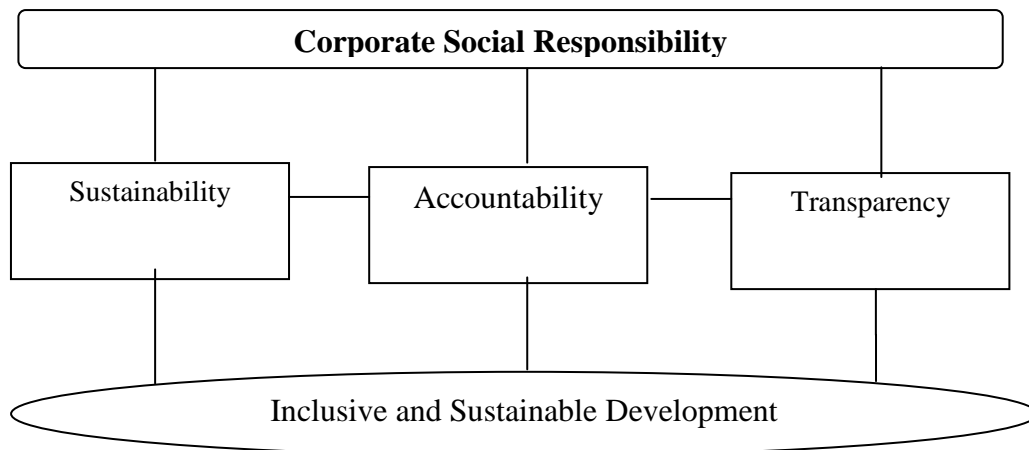 Corporate Social Responsibility
Sustainability
Accountability
Transparency
Inclusive and Sustainable Development